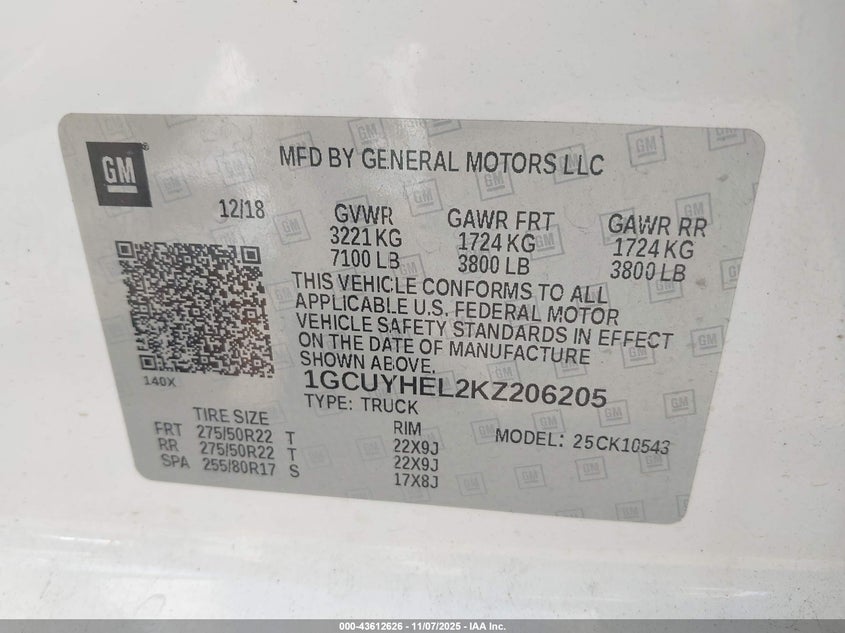 GM
MFD BY GENERAL MOTORS LLC
12/18
GVWR GAWR FRT GAWR RR
3221 KG 1724 KG 1724 KG
7100 LB 3800 LB 3800 LB
THIS VEHICLE CONFORMS TO ALL
APPLICABLE U.S. FEDERAL MOTOR
VEHICLE SAFETY STANDARDS IN EFFECT
ON THE DATE OF MANUFACTURE
SHOWN ABOVE.
140X
1GCUYHEL2KZ206205
TYPE: TRUCK
TIRE SIZE RIM MODEL: 25CK10543
FRT 275/50R22 T 22X9J
RR 275/50R22 T 22X9J
SPA 255/80R17 S 17X8J
000-43612626 - 11/07/2025 - IAA Inc.